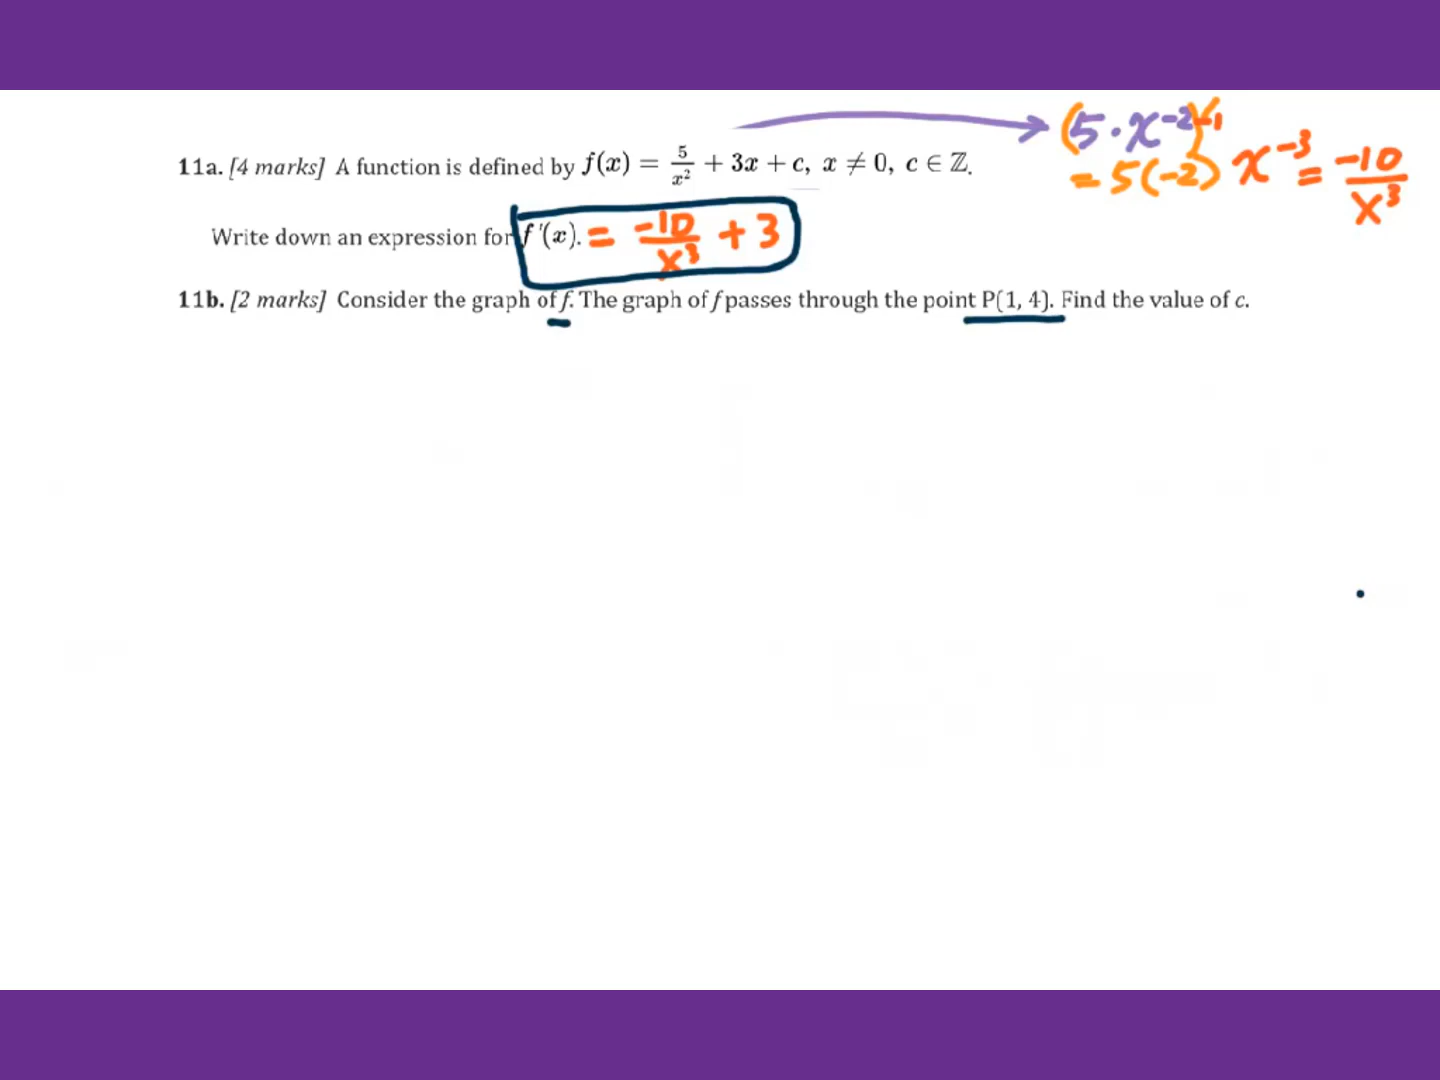 (5·x⁻²)⁻¹
11a. [4 marks] A function is defined by f(x) = 5/x² + 3x + c, x ≠ 0, c ∈ ℤ.
= 5(-2) x⁻³ = -10/x³
Write down an expression for f′(x). = -10/x³ + 3
11b. [2 marks] Consider the graph of f. The graph of f passes through the point P(1, 4). Find the value of c.